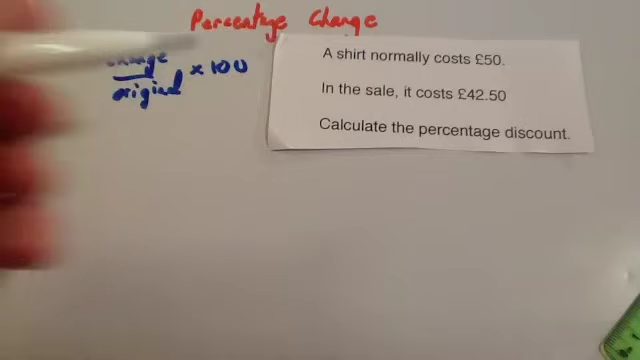 Percentage Change
change
original × 100
A shirt normally costs £50.
In the sale, it costs £42.50
Calculate the percentage discount.